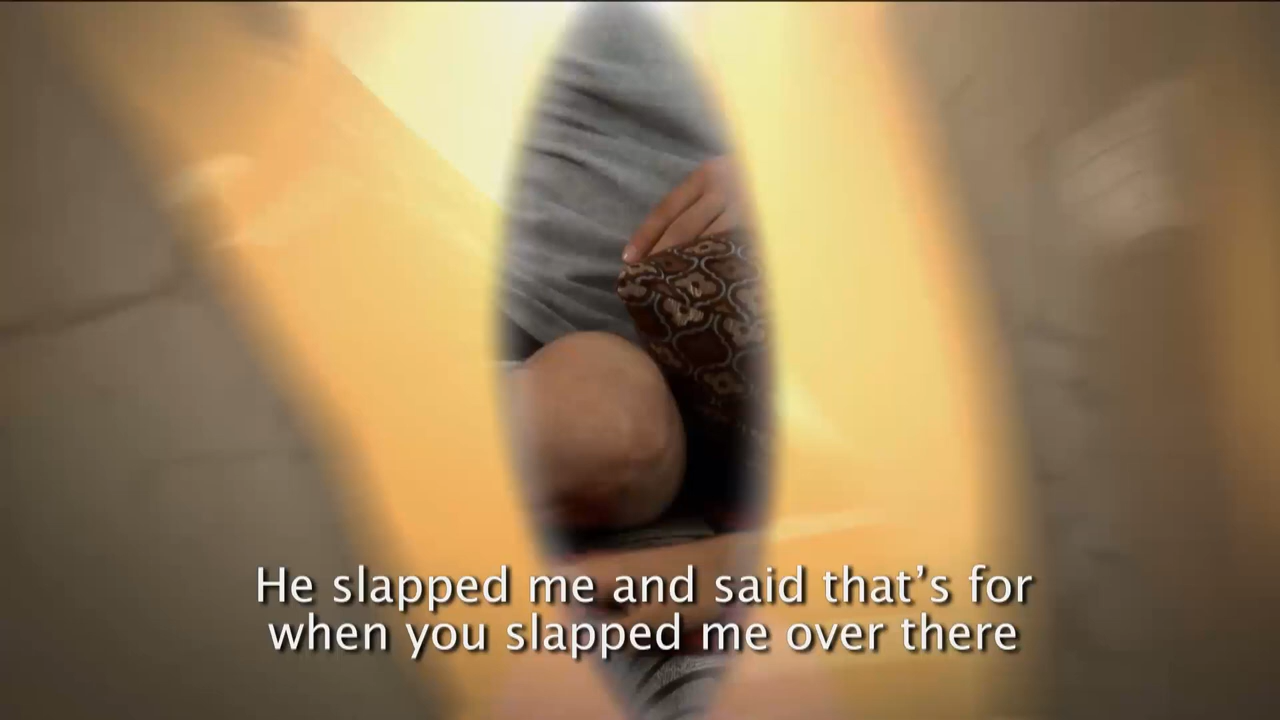 He slapped me and said that’s for
when you slapped me over there